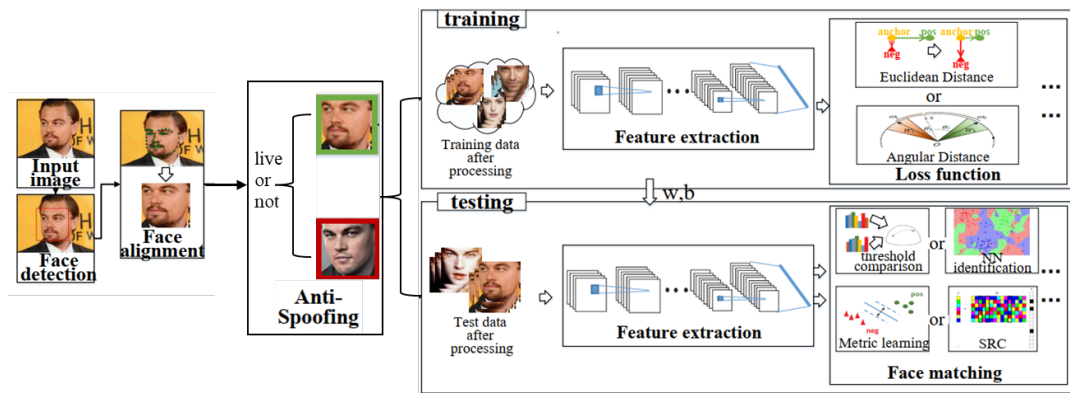 Input
image
Face
detection
Face
alignment
live
or
not
Anti-
Spoofing
training
Training data
after
processing
Feature extraction
anchor pos
neg
anchor pos
neg
Euclidean Distance
or
Angular Distance
Loss function
...
...
w,b
testing
Test data
after
processing
Feature extraction
threshold
comparison
or
NN
identification
...
pos
neg
Metric learning
or
SRC
...
Face matching